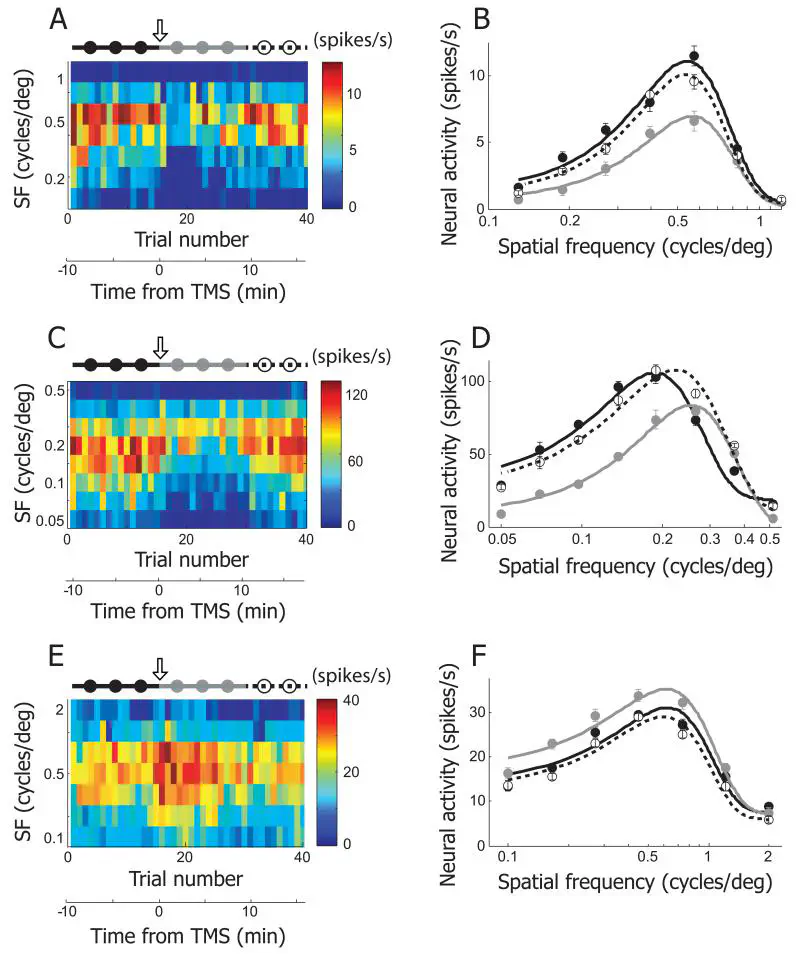 A
(spikes/s)
SF (cycles/deg)
1
0.5
0.2
10
5
0
0 20 40
Trial number
-10 0 10
Time from TMS (min)
B
Neural activity (spikes/s)
10
5
0
0.1 0.2 0.5 1
Spatial frequency (cycles/deg)
C
(spikes/s)
SF (cycles/deg)
0.5
0.2
0.1
0.05
120
60
0
0 20 40
Trial number
-10 0 10
Time from TMS (min)
D
Neural activity (spikes/s)
100
50
0
0.05 0.1 0.2 0.3 0.4 0.5
Spatial frequency (cycles/deg)
E
(spikes/s)
SF (cycles/deg)
2
0.5
0.1
40
20
0
0 20 40
Trial number
-10 0 10
Time from TMS (min)
F
Neural activity (spikes/s)
30
20
10
0
0.1 0.5 1 2
Spatial frequency (cycles/deg)